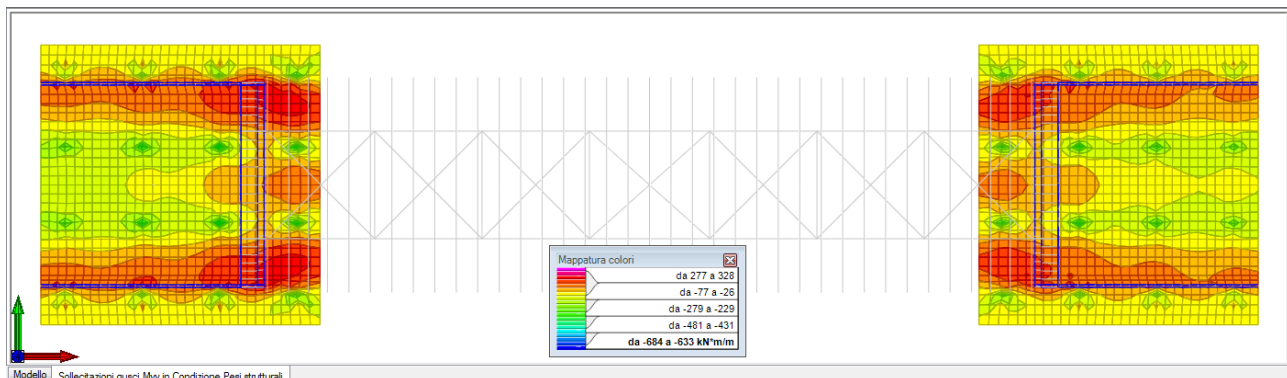 Mappatura colori
da 277 a 328
da -77 a -26
da -279 a -229
da -481 a -431
da -684 a -633 kN*m/m
Modello Sollecitazioni gusci Myy in Condizione Pesi strutturali